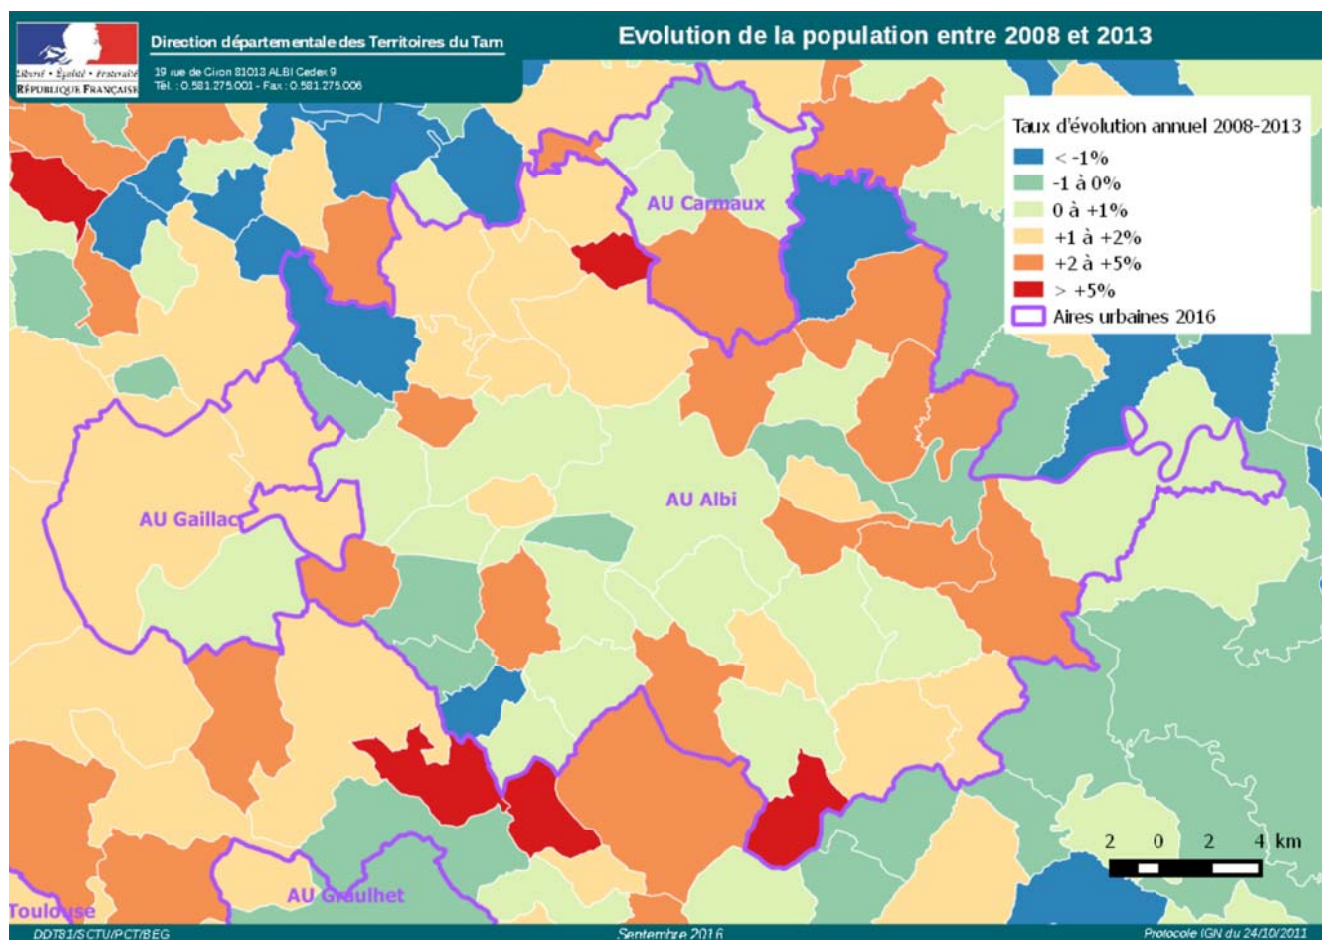 Evolution de la population entre 2008 et 2013
Direction départementale des Territoires du Tarn
19 rue de Ciron 81013 ALBI Cedex 9
Tél. : 0.581.275.001 - Fax : 0.581.275.006
Liberté • Égalité • Fraternité
RÉPUBLIQUE FRANÇAISE
Taux d'évolution annuel 2008-2013
< -1%
-1 à 0%
0 à +1%
+1 à +2%
+2 à +5%
> +5%
Aires urbaines 2016
AU Carmaux
AU Albi
AU Gaillac
AU Graulhet
Toulouse
2 0 2 4 km
DDT81/SCTU/PCT/BEG
Septembre 2016
Protocole IGN du 24/10/2011